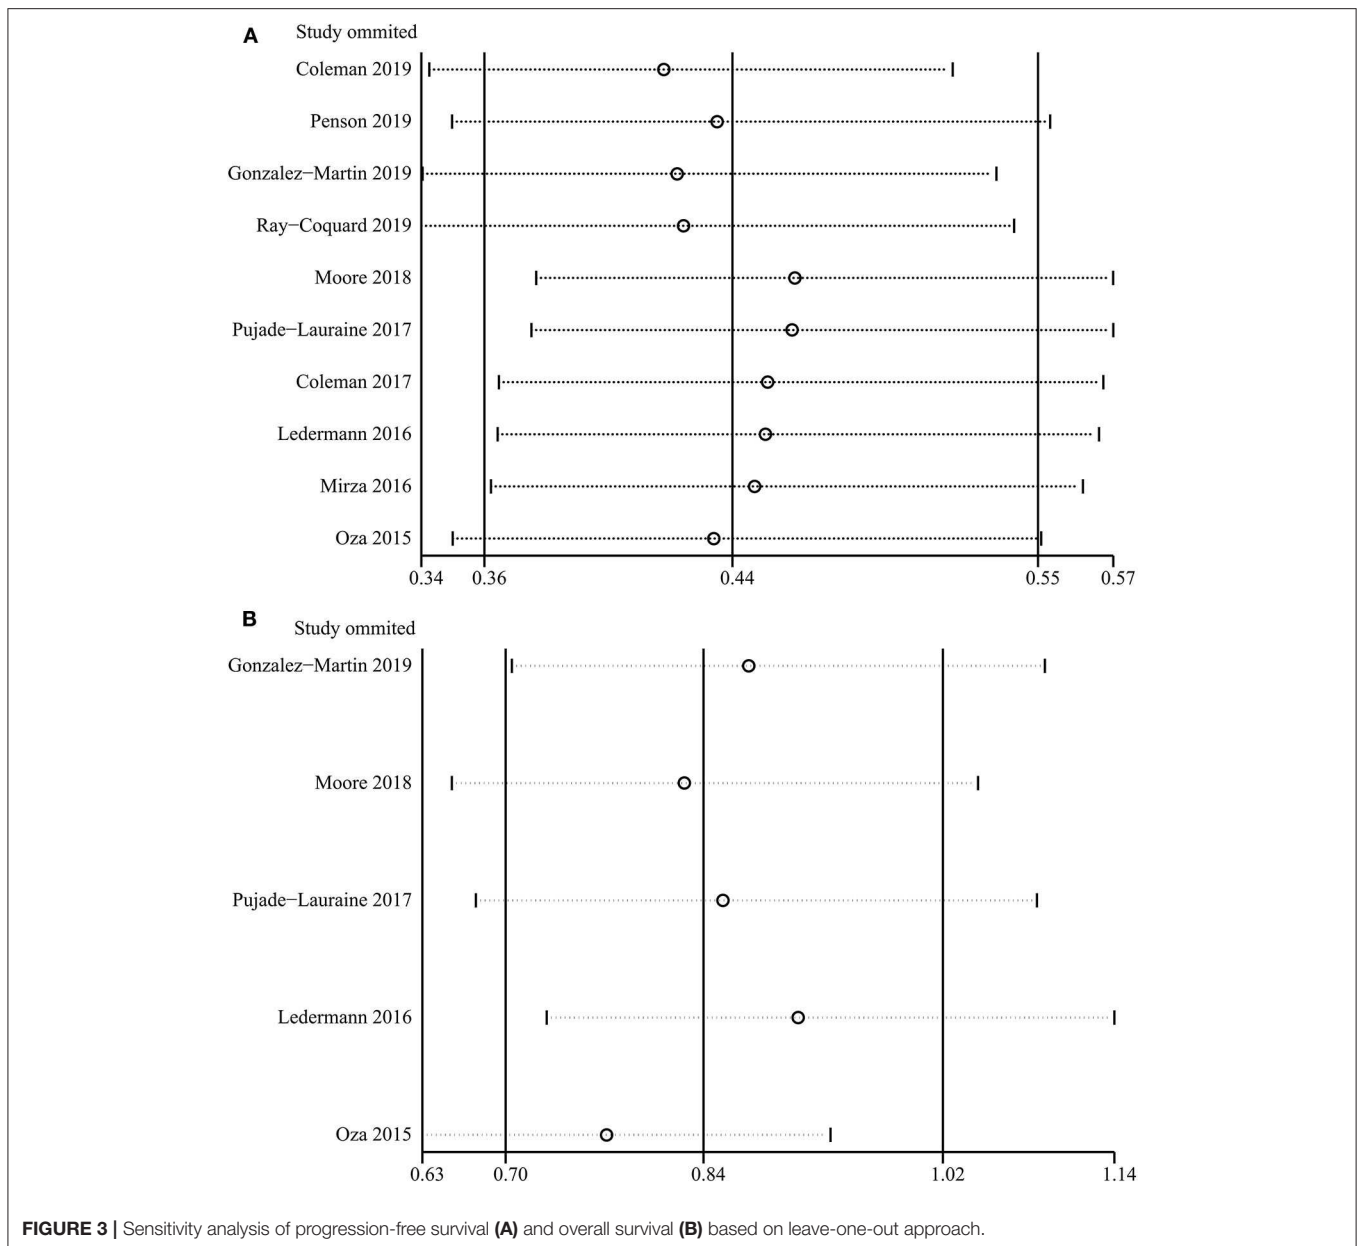 A
Study ommited
Coleman 2019
Penson 2019
Gonzalez−Martin 2019
Ray−Coquard 2019
Moore 2018
Pujade−Lauraine 2017
Coleman 2017
Ledermann 2016
Mirza 2016
Oza 2015
0.34 0.36 0.44 0.55 0.57
B
Study ommited
Gonzalez−Martin 2019
Moore 2018
Pujade−Lauraine 2017
Ledermann 2016
Oza 2015
0.63 0.70 0.84 1.02 1.14
FIGURE 3 | Sensitivity analysis of progression-free survival (A) and overall survival (B) based on leave-one-out approach.